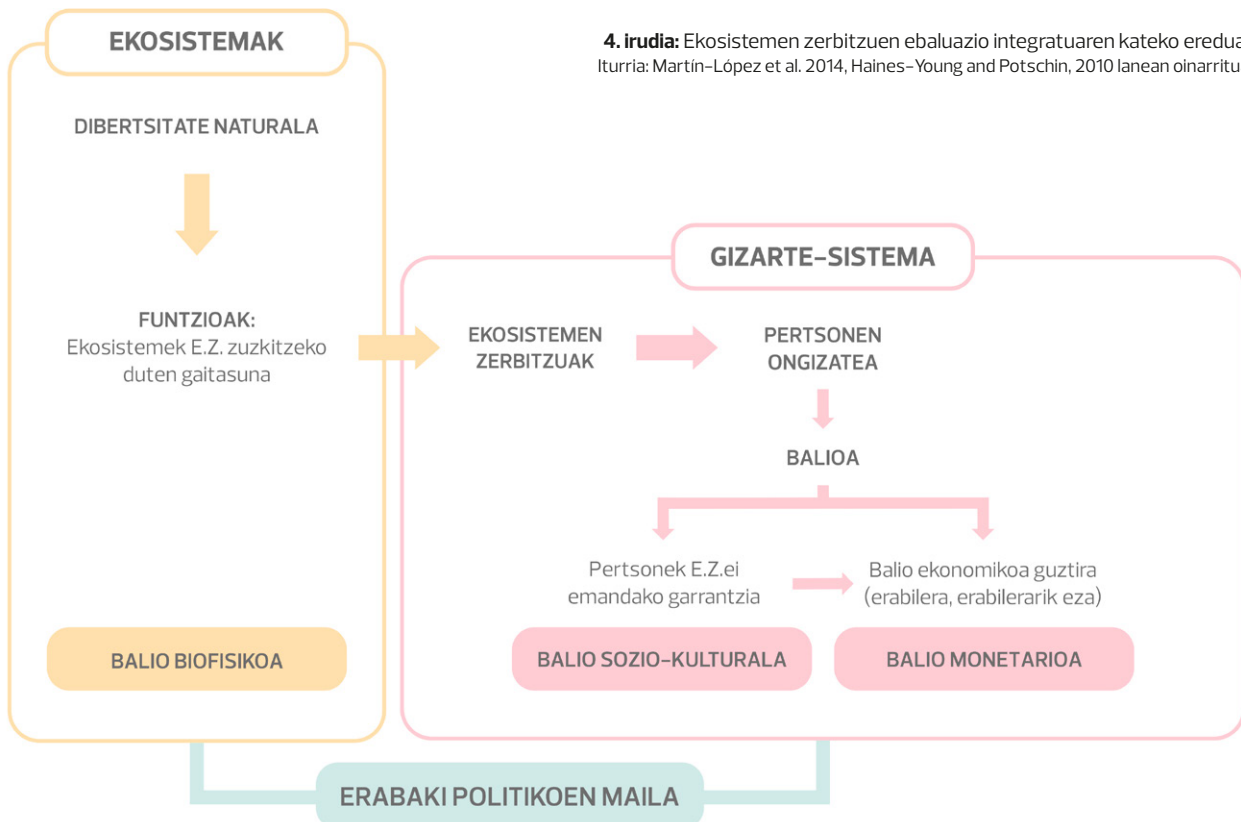 EKOSISTEMAK
4. irudia: Ekosistemen zerbitzuen ebaluazio integratuaren kateko eredua
Iturria: Martín-López et al. 2014, Haines-Young and Potschin, 2010 lanean oinarritu
DIBERTSITATE NATURALA
FUNTZIOAK:
Ekosistemek E.Z. zuzkitzeko
duten gaitasuna
BALIO BIOFISIKOA
GIZARTE-SISTEMA
EKOSISTEMEN
ZERBITZUAK
PERTSONEN
ONGIZATEA
BALIOA
Pertsonek E.Z.ei
emandako garrantzia
Balio ekonomikoa guztira
(erabilera, erabilerarik eza)
BALIO SOZIO-KULTURALA
BALIO MONETARIOA
ERABAKI POLITIKOEN MAILA